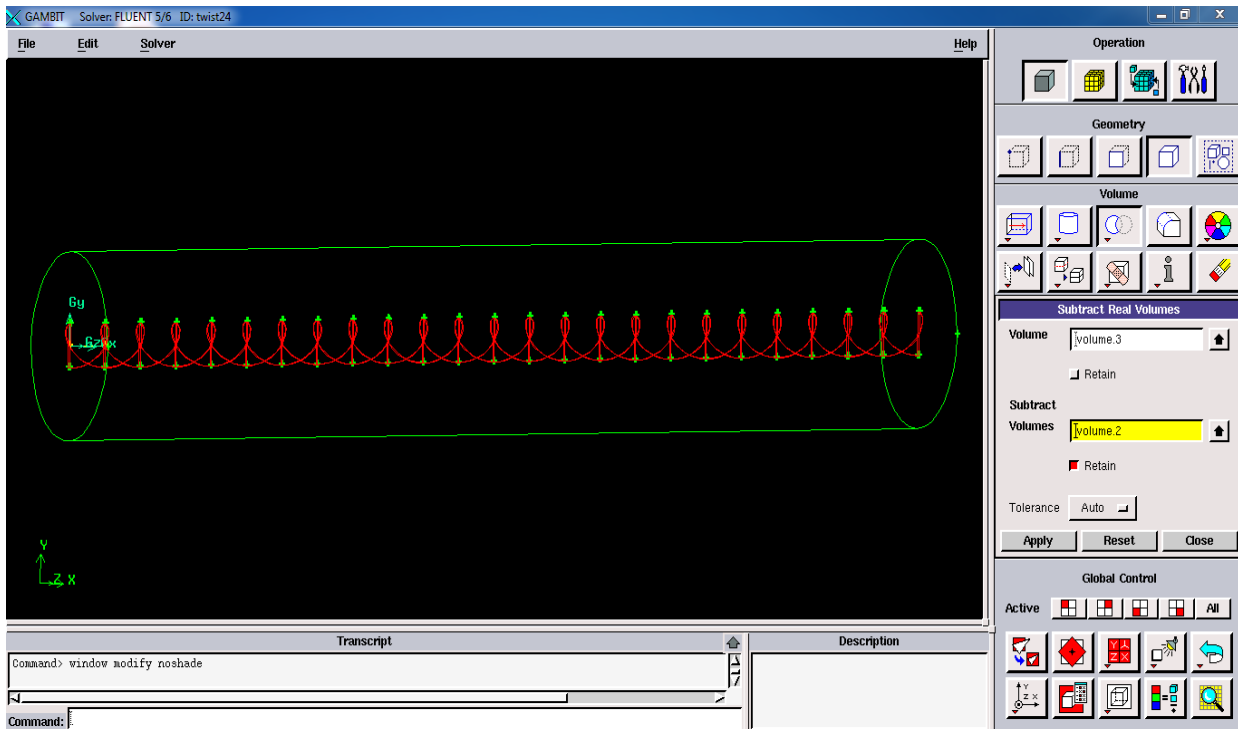 GAMBIT Solver: FLUENT 5/6 ID: twist24
File Edit Solver Help
Operation
Geometry
Volume
Subtract Real Volumes
Volume volume.3
Retain
Subtract
Volumes volume.2
Retain
Tolerance Auto
Apply Reset Close
Gy
Y
Z X
Global Control
Active All
Transcript
Description
Command> window modify noshade
Command: